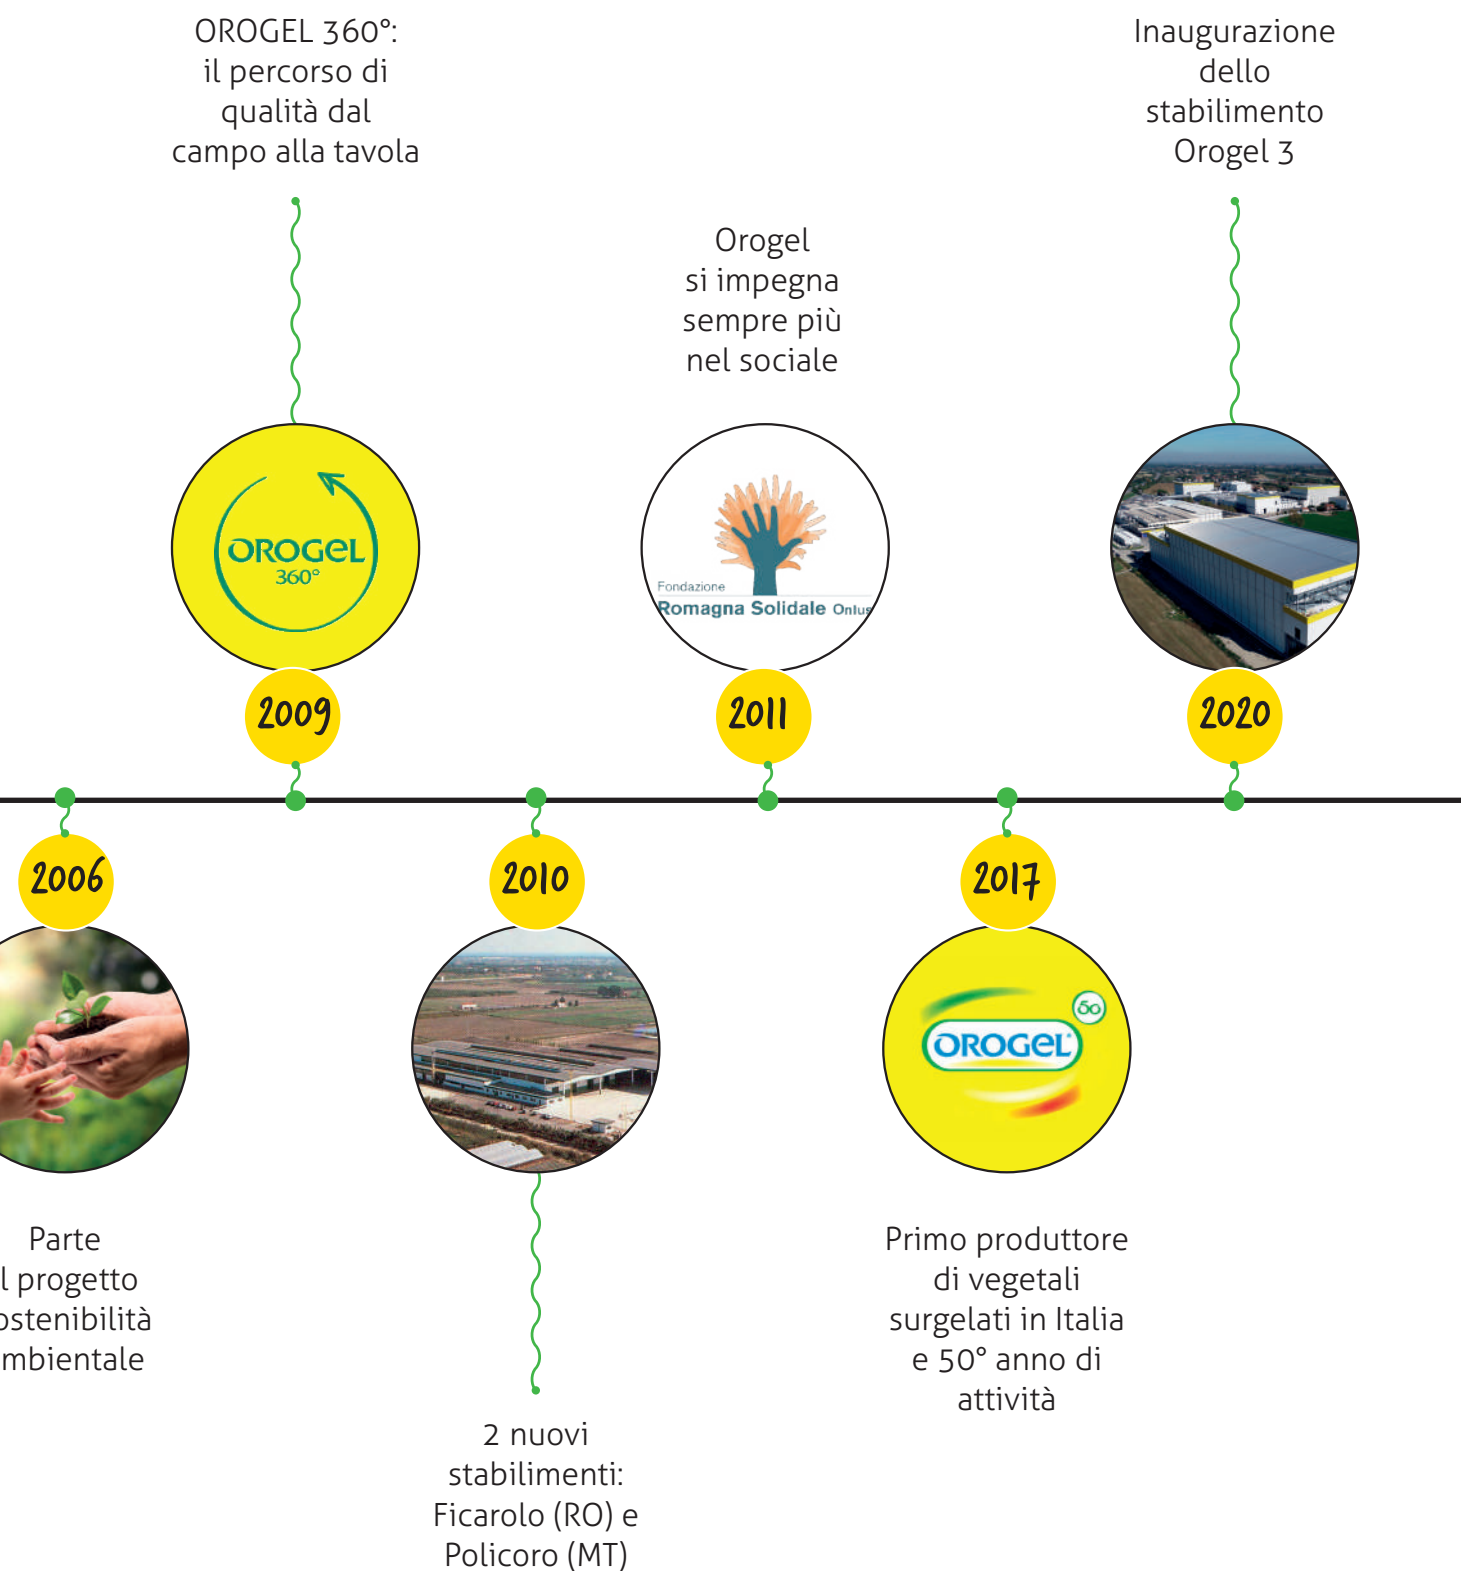 OROGEL 360°:
il percorso di
qualità dal
campo alla tavola
OROGEL
360°
2009
Orogel
si impegna
sempre più
nel sociale
Fondazione
Romagna Solidale Onlus
2011
Inaugurazione
dello
stabilimento
Orogel 3
2020
2006
Parte
l progetto
ostenibilità
mbientale
2010
2 nuovi
stabilimenti:
Ficarolo (RO) e
Policoro (MT)
2017
50
OROGEL
Primo produttore
di vegetali
surgelati in Italia
e 50° anno di
attività